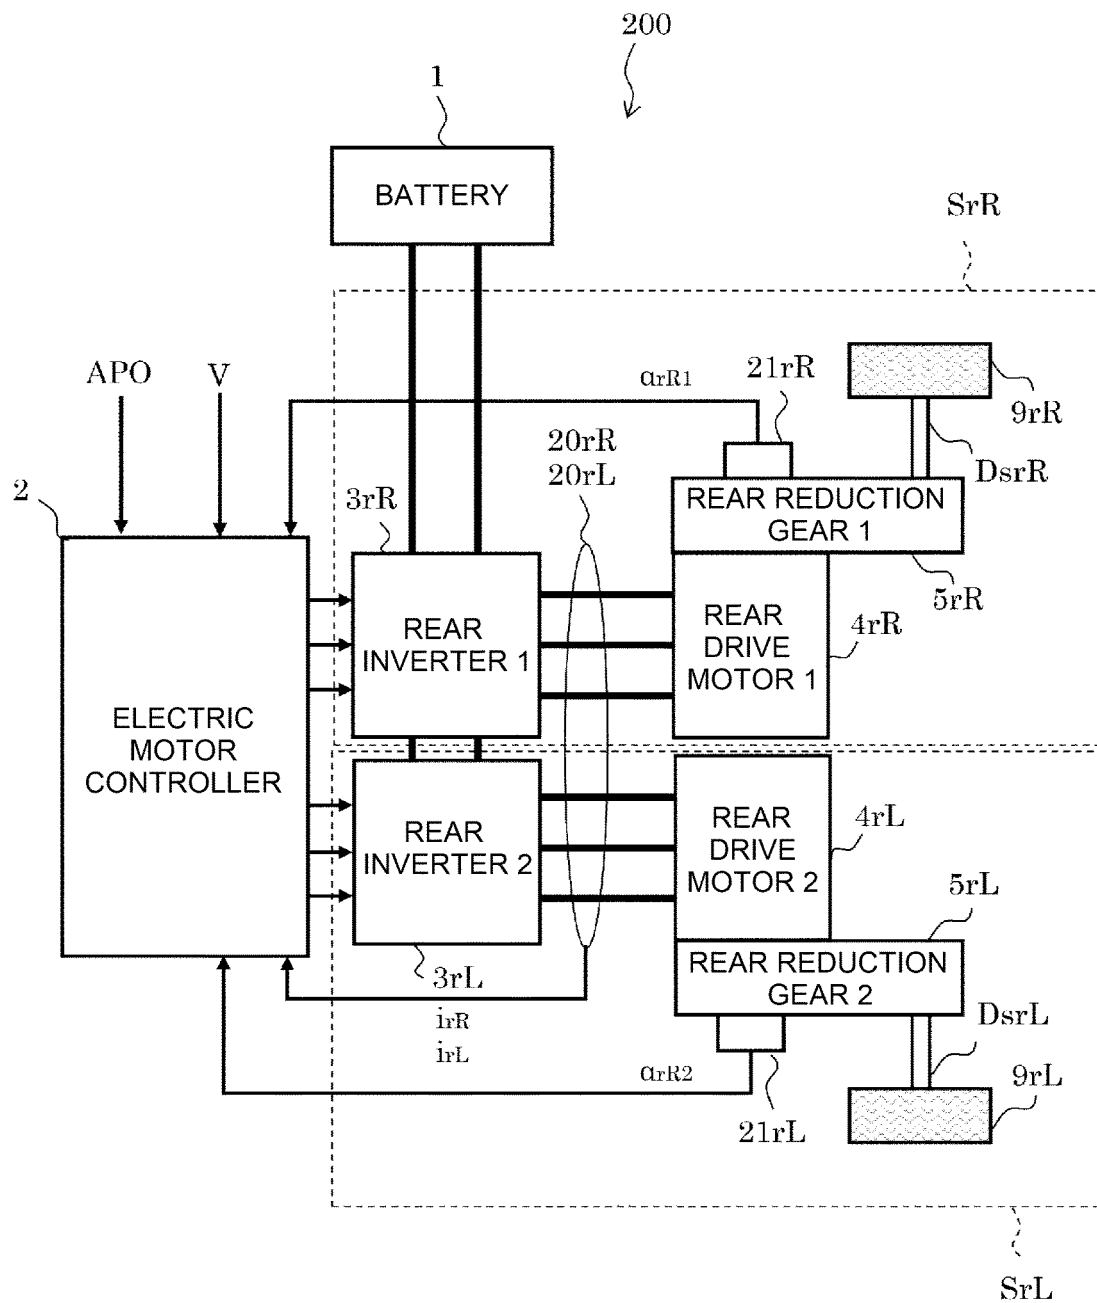 200
1
BATTERY
SrR
APO
V
αrR1
21rR
9rR
20rR
20rL
DsrR
2
3rR
REAR REDUCTION
GEAR 1
5rR
REAR
INVERTER 1
REAR
DRIVE
MOTOR 1
4rR
ELECTRIC
MOTOR
CONTROLLER
REAR
INVERTER 2
REAR
DRIVE
MOTOR 2
4rL
5rL
REAR REDUCTION
GEAR 2
3rL
irR
irL
DsrL
αrR2
9rL
21rL
SrL